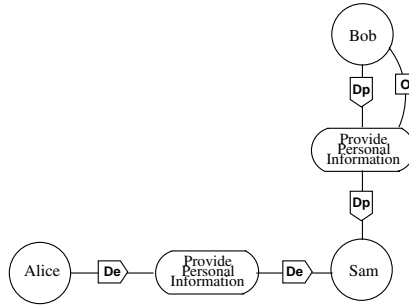 Bob
Dp
O
Provide
Personal
Information
Dp
Alice
De
Provide
Personal
Information
De
Sam